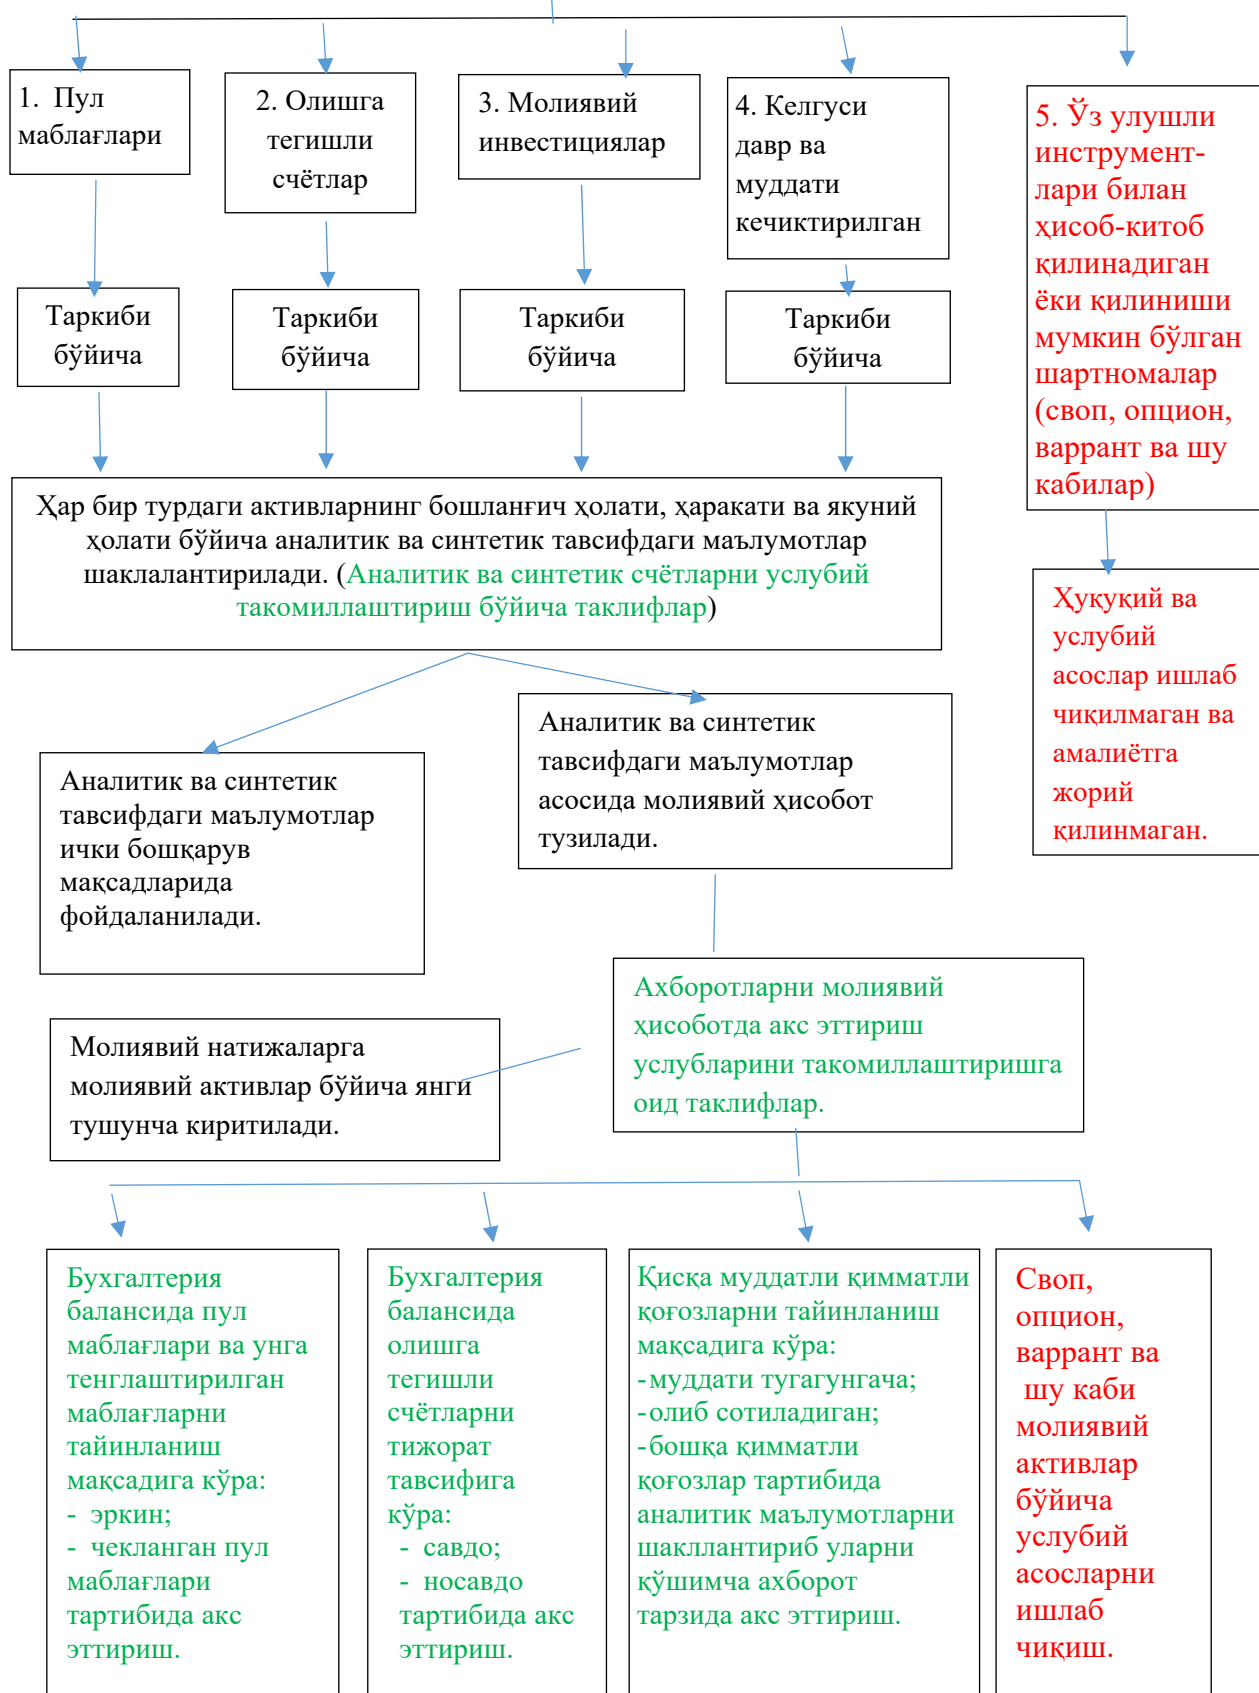 1. Пул
маблағлари
2. Олишга
тегишли
счётлар
3. Молиявий
инвестициялар
4. Келгуси
давр ва
муддати
кечиктирилган
5. Ўз улушли
инструмент-
лари билан
ҳисоб-китоб
қилинадиган
ёки қилиниши
мумкин бўлган
шартномалар
(своп, опцион,
варрант ва шу
кабилар)
Таркиби
бўйича
Таркиби
бўйича
Таркиби
бўйича
Таркиби
бўйича
Ҳар бир турдаги активларнинг бошланғич ҳолати, ҳаракати ва якуний
ҳолати бўйича аналитик ва синтетик тавсифдаги маълумотлар
шаклалантирилади. (Аналитик ва синтетик счётларни услубий
такомиллаштириш бўйича таклифлар)
Ҳуқуқий ва
услубий
асослар ишлаб
чиқилмаган ва
амалиётга
жорий
қилинмаган.
Аналитик ва синтетик
тавсифдаги маълумотлар
ички бошқарув
мақсадларида
фойдаланилади.
Аналитик ва синтетик
тавсифдаги маълумотлар
асосида молиявий ҳисобот
тузилади.
Ахборотларни молиявий
ҳисоботда акс эттириш
услубларини такомиллаштиришга
оид таклифлар.
Молиявий натижаларга
молиявий активлар бўйича янги
тушунча киритилади.
Бухгалтерия
балансида пул
маблағлари ва унга
тенглаштирилган
маблағларни
тайинланиш
мақсадига кўра:
- эркин;
- чекланган пул
маблағлари
тартибида акс
эттириш.
Бухгалтерия
балансида
олишга
тегишли
счётларни
тижорат
тавсифига
кўра:
- савдо;
- носавдо
тартибида акс
эттириш.
Қисқа муддатли қимматли
қоғозларни тайинланиш
мақсадига кўра:
-муддати тугагунгача;
-олиб сотиладиган;
-бошқа қимматли
қоғозлар тартибида
аналитик маълумотларни
шакллантириб уларни
қўшимча ахборот
тарзида акс эттириш.
Своп,
опцион,
варрант ва
шу каби
молиявий
активлар
бўйича
услубий
асосларни
ишлаб
чиқиш.